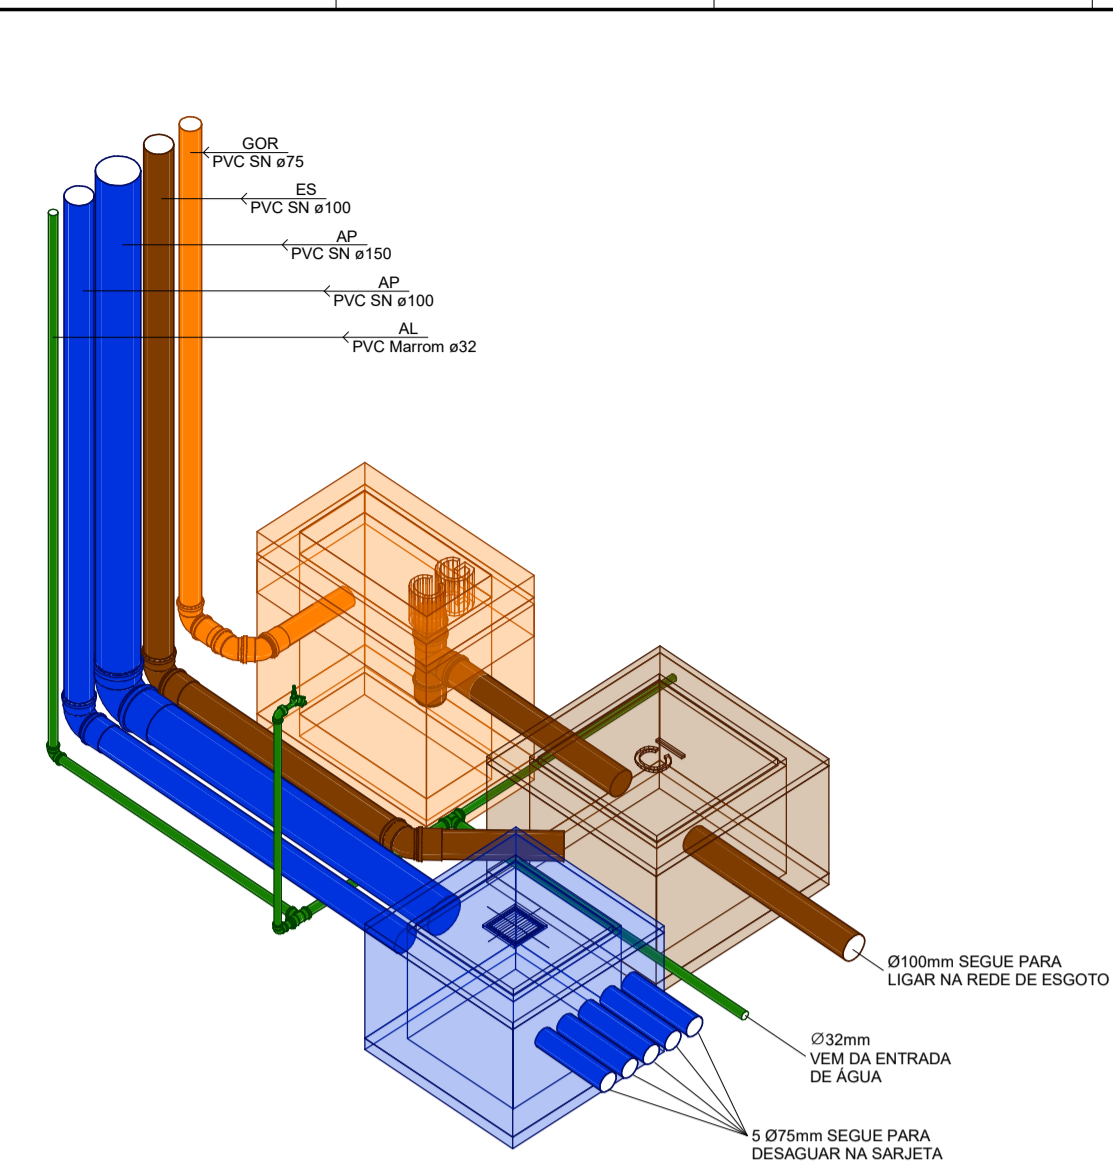 GOR
PVC SN ø75
ES
PVC SN ø100
AP
PVC SN ø150
AP
PVC SN ø100
AL
PVC Marrom ø32
Ø100mm SEGUE PARA
LIGAR NA REDE DE ESGOTO
∅32mm
VEM DA ENTRADA
DE ÁGUA
5 Ø75mm SEGUE PARA
DESAGUAR NA SARJETA